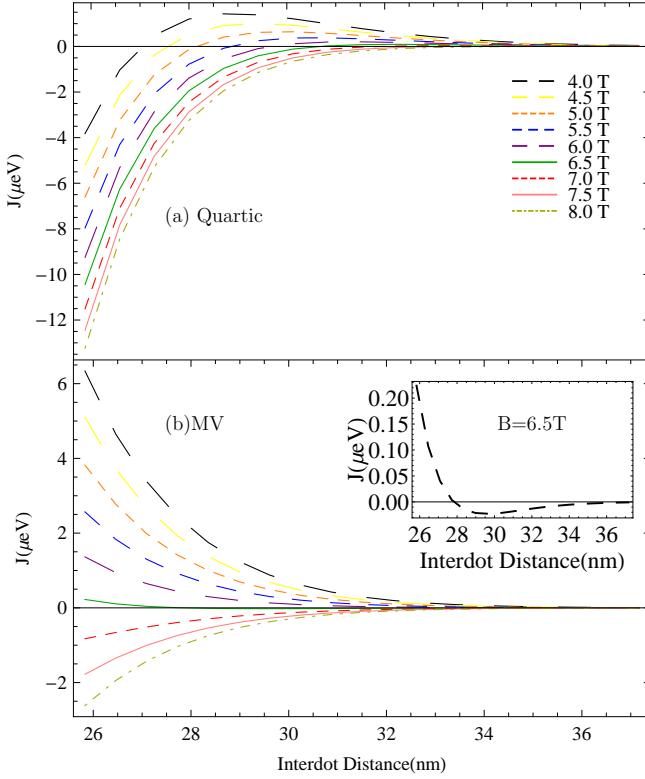 0
−2
−4
−6
−8
−10
−12
J(μeV)
(a) Quartic
4.0 T
4.5 T
5.0 T
5.5 T
6.0 T
6.5 T
7.0 T
7.5 T
8.0 T
6
4
2
0
−2
J(μeV)
(b)MV
0.20
0.15
0.10
0.05
0.00
J(μeV)
B=6.5T
26 28 30 32 34 36
Interdot Distance(nm)
26 28 30 32 34 36
Interdot Distance(nm)